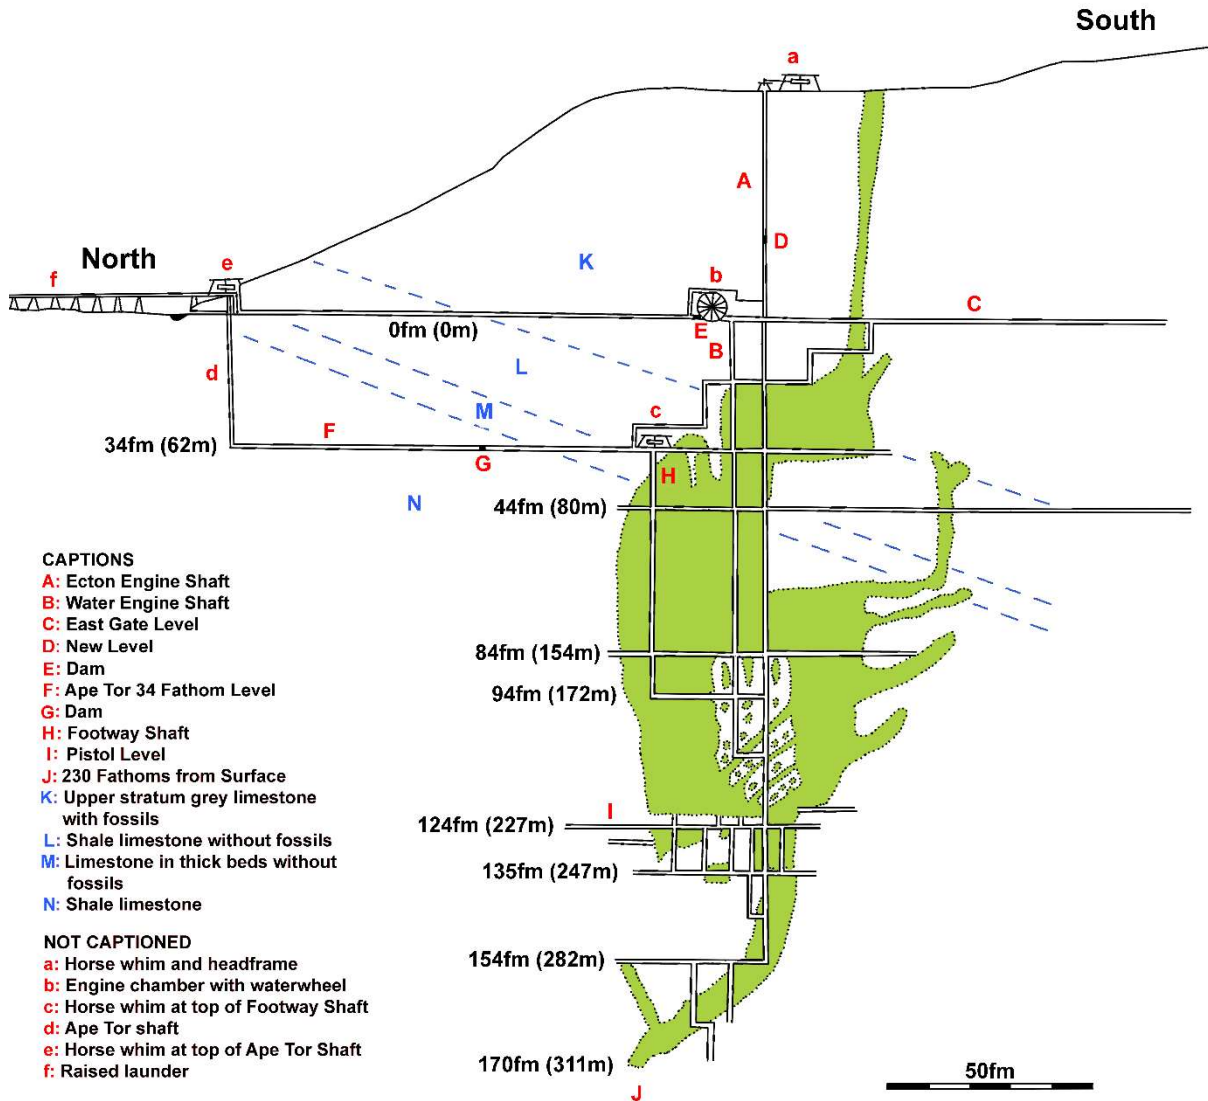 South
a
A
D
North
K
f
e
b
C
0fm (0m)
E
B
d
L
M
c
F
34fm (62m)
G
H
N
44fm (80m)
CAPTIONS
A: Ecton Engine Shaft
B: Water Engine Shaft
C: East Gate Level
D: New Level
E: Dam
F: Ape Tor 34 Fathom Level
G: Dam
H: Footway Shaft
I: Pistol Level
J: 230 Fathoms from Surface
K: Upper stratum grey limestone
with fossils
L: Shale limestone without fossils
M: Limestone in thick beds without
fossils
N: Shale limestone
NOT CAPTIONED
a: Horse whim and headframe
b: Engine chamber with waterwheel
c: Horse whim at top of Footway Shaft
d: Ape Tor shaft
e: Horse whim at top of Ape Tor Shaft
f: Raised launder
84fm (154m)
94fm (172m)
I
124fm (227m)
135fm (247m)
154fm (282m)
170fm (311m)
J
50fm